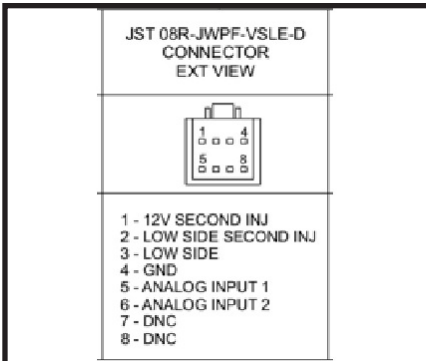 JST 08R-JWPF-VSLE-D
CONNECTOR
EXT VIEW
1 4
5 8
1 - 12V SECOND INJ
2 - LOW SIDE SECOND INJ
3 - LOW SIDE
4 - GND
5 - ANALOG INPUT 1
6 - ANALOG INPUT 2
7 - DNC
8 - DNC